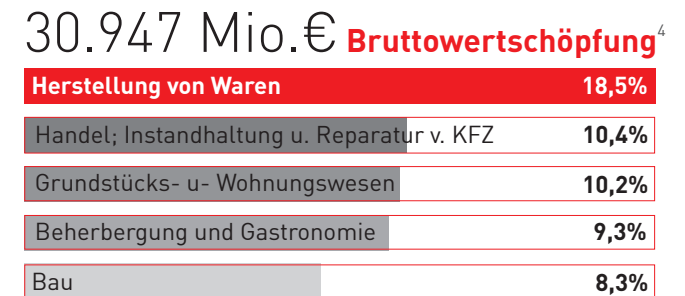 30.947 Mio.€ Bruttowertschöpfung⁴
Herstellung von Waren 18,5%
Handel; Instandhaltung u. Reparatur v. KFZ 10,4%
Grundstücks- u- Wohnungswesen 10,2%
Beherbergung und Gastronomie 9,3%
Bau 8,3%